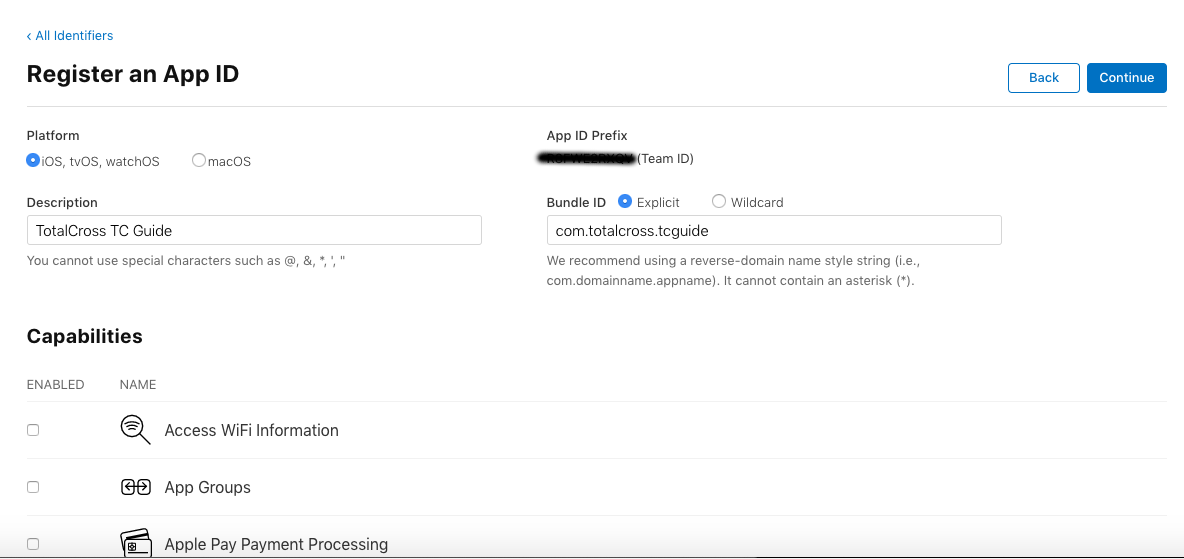 ‹ All Identifiers
Register an App ID
Back
Continue
Platform
iOS, tvOS, watchOS
macOS
App ID Prefix
(Team ID)
Description
TotalCross TC Guide
You cannot use special characters such as @, &, *, ', "
Bundle ID
Explicit
Wildcard
com.totalcross.tcguide
We recommend using a reverse-domain name style string (i.e.,
com.domainname.appname). It cannot contain an asterisk (*).
Capabilities
ENABLED
NAME
Access WiFi Information
App Groups
Apple Pay Payment Processing